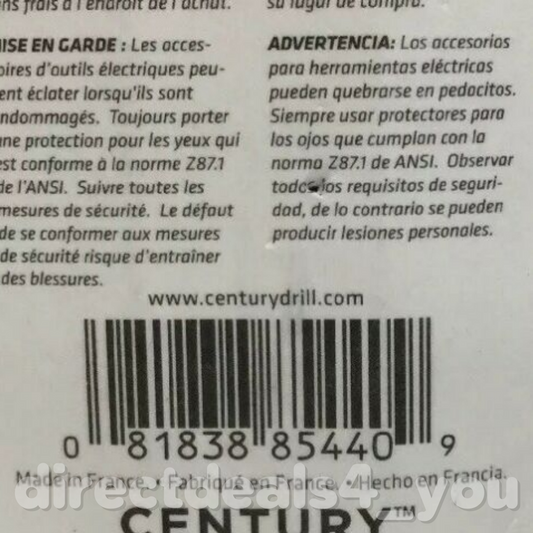 ns frais à l'endroit de l'achat.
ISE EN GARDE : Les acces-
oires d'outils électriques peu-
ent éclater lorsqu'ils sont
ndommagés. Toujours porter
une protection pour les yeux qui
est conforme à la norme Z87.1
de l'ANSI. Suivre toutes les
mesures de sécurité. Le défaut
de se conformer aux mesures
de sécurité risque d'entraîner
des blessures.
su lugar de compra.
ADVERTENCIA: Los accesorios
para herramientas eléctricas
pueden quebrarse en pedacitos.
Siempre usar protectores para
los ojos que cumplan con la
norma Z87.1 de ANSI. Observar
todos los requisitos de seguri-
dad, de lo contrario se pueden
producir lesiones personales.
www.centurydrill.com
0 81838 85440 9
Made in France. • Fabriqué en France. • Hecho en Francia.
directdeals4_you
CENTURY™